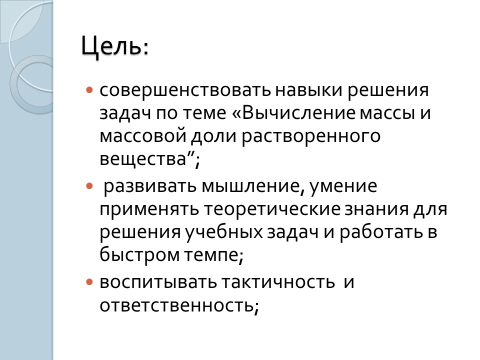 Цель:
совершенствовать навыки решения
задач по теме «Вычисление массы и
массовой доли растворенного
вещества”;
развивать мышление, умение
применять теоретические знания для
решения учебных задач и работать в
быстром темпе;
воспитывать тактичность и
ответственность;